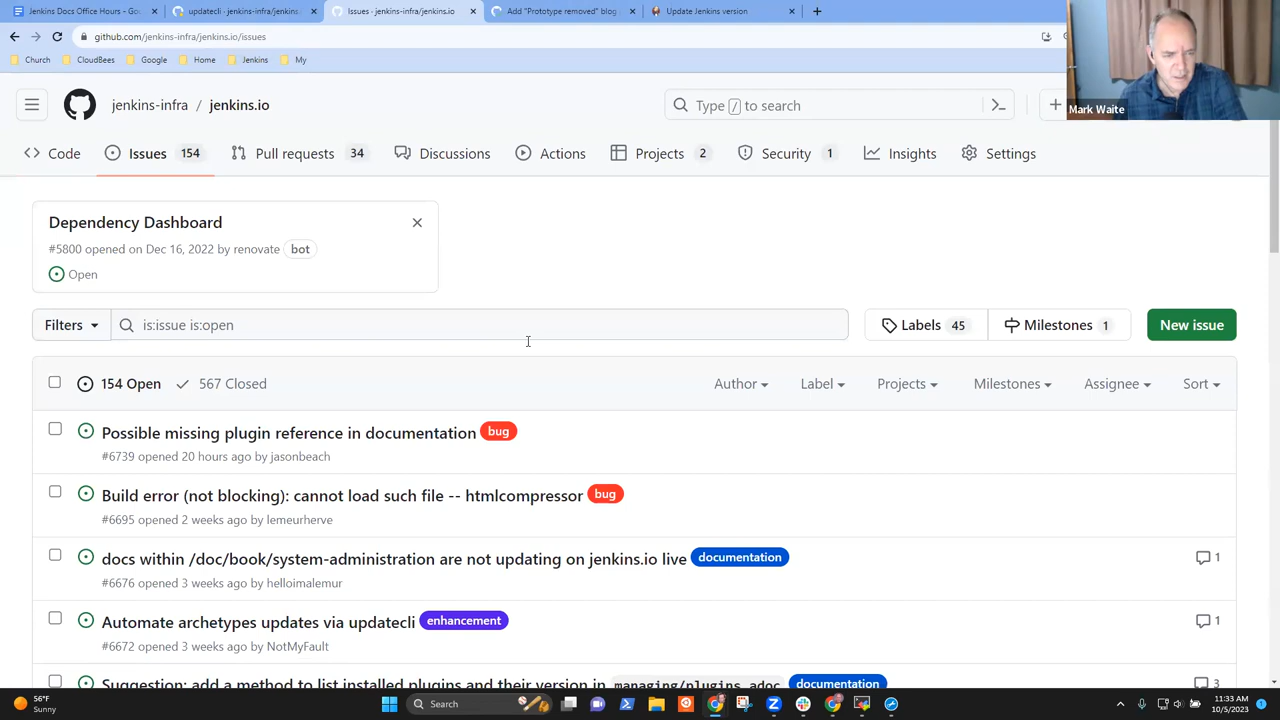 Jenkins Docs Office Hours - Goo
updatecli - infra/jenkins
Issues · jenkins-infra/jenkins.io
Add "Prototype removed" blog
Update Jenkins version
github.com/jenkins-infra/jenkins.io/issues
Church
CloudBees
Google
Home
Jenkins
My
Mark Waite
jenkins-infra / jenkins.io
Type / to search
Code
Issues 154
Pull requests 34
Discussions
Actions
Projects 2
Security 1
Insights
Settings
Dependency Dashboard
#5800 opened on Dec 16, 2022 by renovate bot
Open
Filters
is:issue is:open
Labels 45
Milestones 1
New issue
154 Open 567 Closed
Author
Label
Projects
Milestones
Assignee
Sort
Possible missing plugin reference in documentation bug
#6739 opened 20 hours ago by jasonbeach
Build error (not blocking): cannot load such file -- htmlcompressor bug
#6695 opened 2 weeks ago by lemeurherve
docs within /doc/book/system-administration are not updating on jenkins.io live documentation 1
#6676 opened 3 weeks ago by helloimalemur
Automate archetypes updates via updatecli enhancement 1
#6672 opened 3 weeks ago by NotMyFault
Suggestion: add a method to list installed plugins and their version in managing/plugins.adoc documentation 3
56°F
Sunny
Search
11:33 AM
10/5/2023